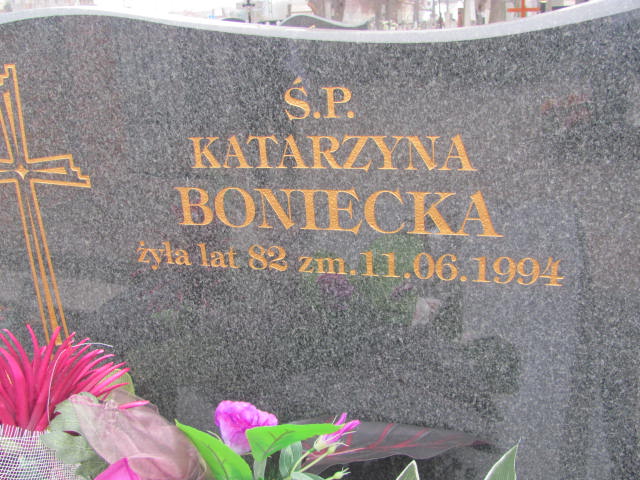 Ś.P.
KATARZYNA
BONIECKA
żyła lat 82 zm.11.06.1994